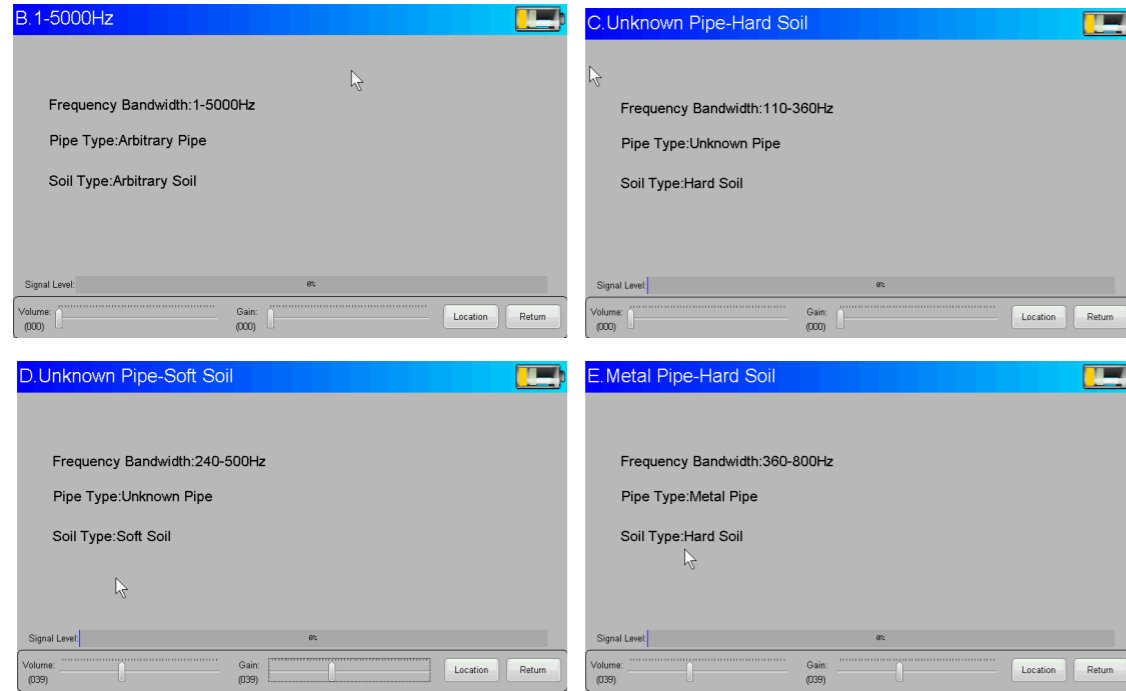 B.1-5000Hz
Frequency Bandwidth:1-5000Hz
Pipe Type:Arbitrary Pipe
Soil Type:Arbitrary Soil
Signal Level: 0%
Volume: Gain: Location Return
(000) (000)
C.Unknown Pipe-Hard Soil
Frequency Bandwidth:110-360Hz
Pipe Type:Unknown Pipe
Soil Type:Hard Soil
Signal Level: 0%
Volume: Gain: Location Return
(000) (000)
D.Unknown Pipe-Soft Soil
Frequency Bandwidth:240-500Hz
Pipe Type:Unknown Pipe
Soil Type:Soft Soil
Signal Level: 0%
Volume: Gain: Location Return
(039) (039)
E.Metal Pipe-Hard Soil
Frequency Bandwidth:360-800Hz
Pipe Type:Metal Pipe
Soil Type:Hard Soil
Signal Level: 0%
Volume: Gain: Location Return
(039) (039)